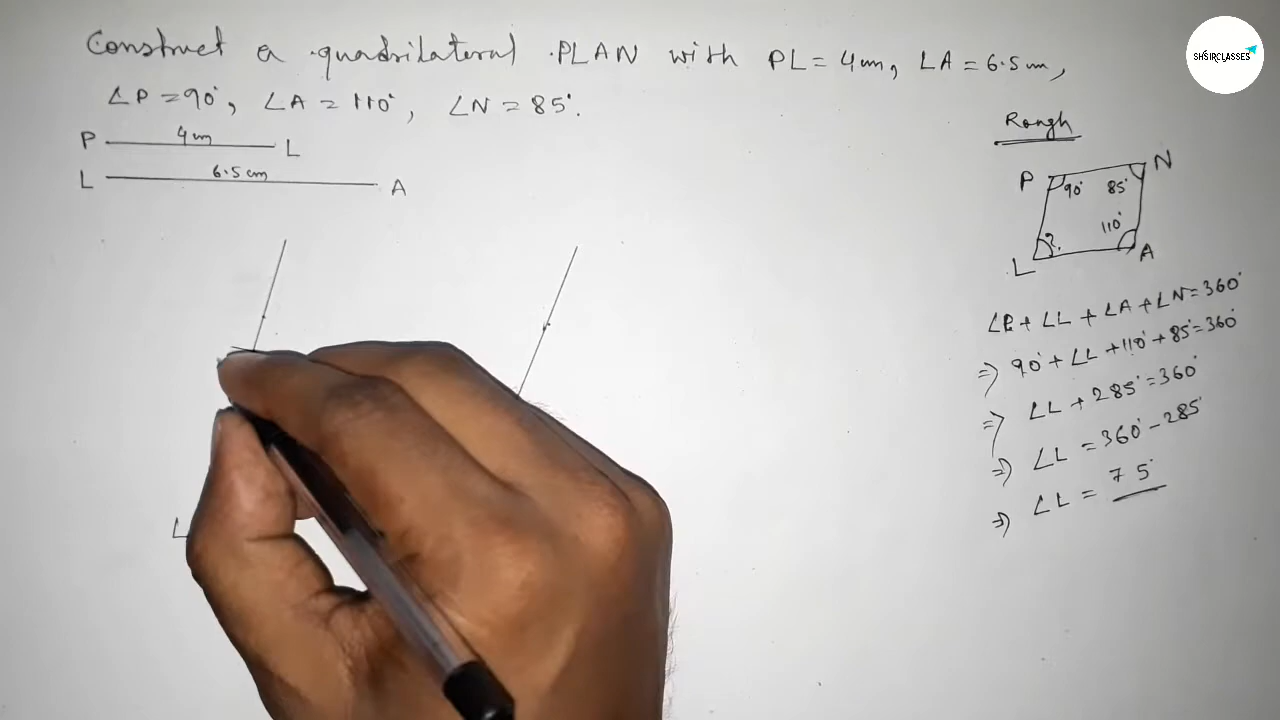 Construct a quadrilateral PLAN with PL = 4cm, LA = 6.5cm,
∠P = 90°, ∠A = 110°, ∠N = 85°.
P 4cm L
L 6.5cm A
L
Rough
P N
90° 85°
? 110°
L A
∠P + ∠L + ∠A + ∠N = 360°
=> 90° + ∠L + 110° + 85° = 360°
=> ∠L + 285° = 360°
=> ∠L = 360° - 285°
=> ∠L = 75°
SHSIRCLASSES